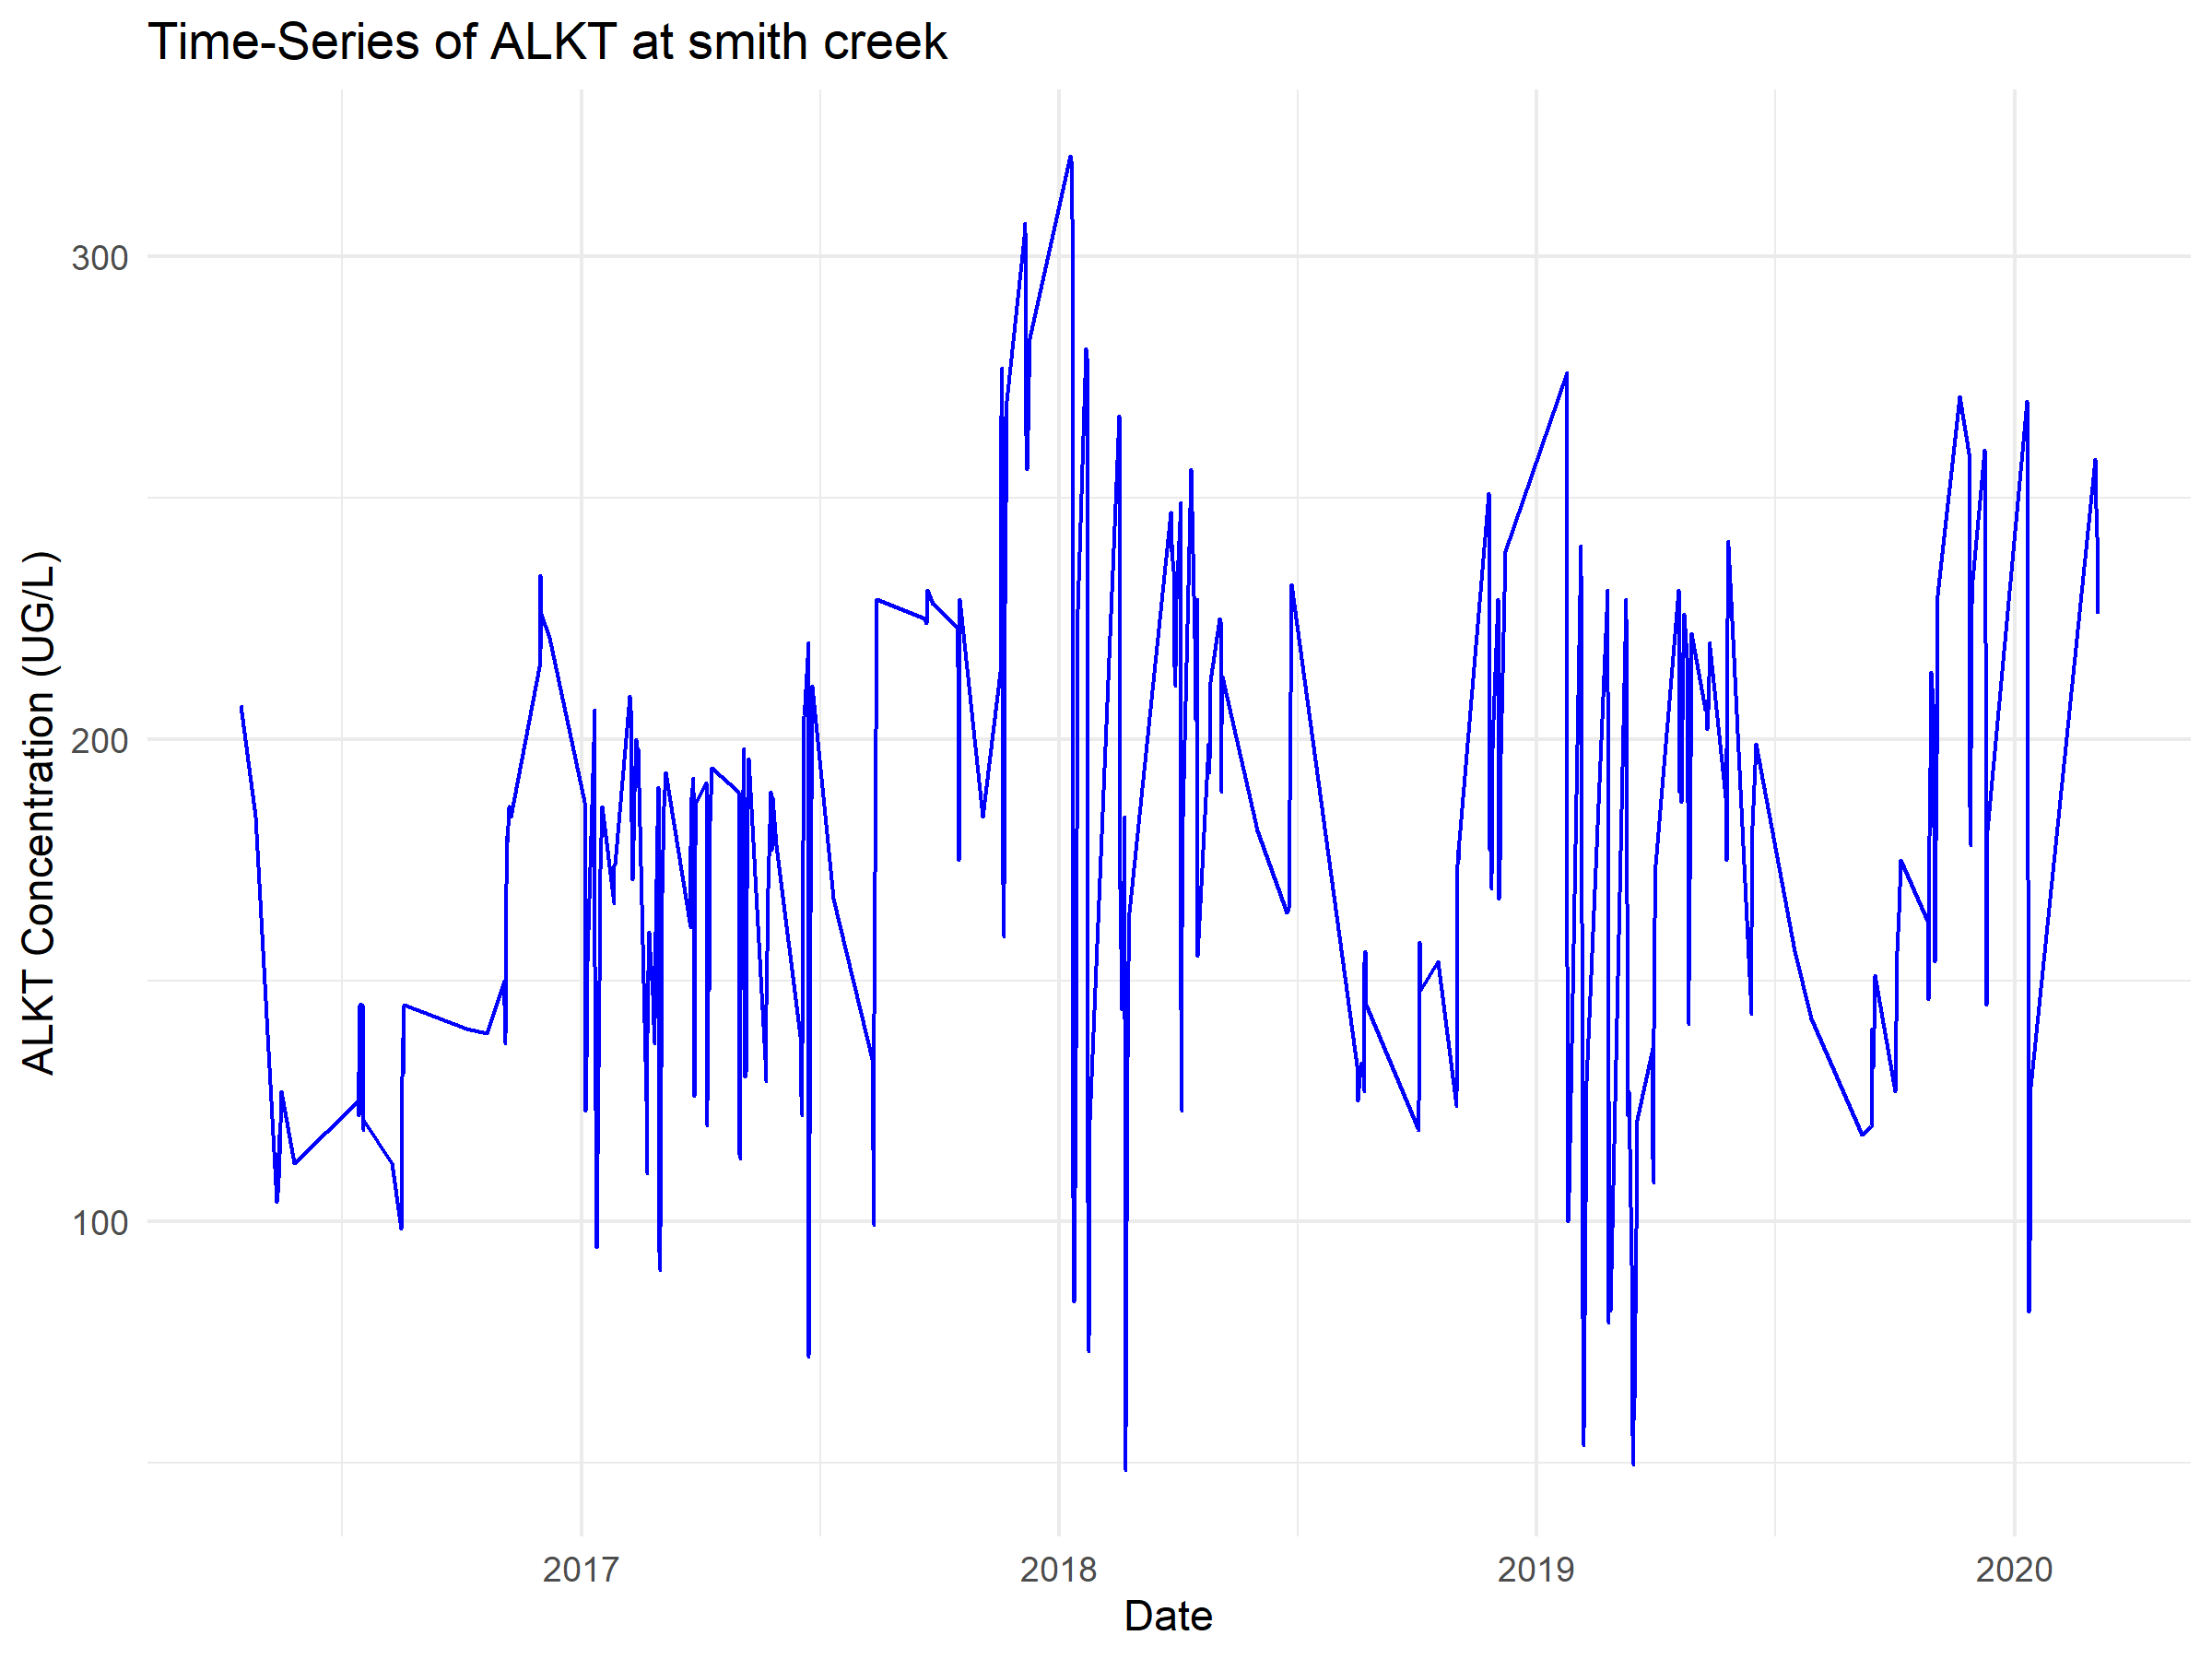 Time-Series of ALKT at smith creek
ALKT Concentration (UG/L)
300
200
100
2017
2018
2019
2020
Date